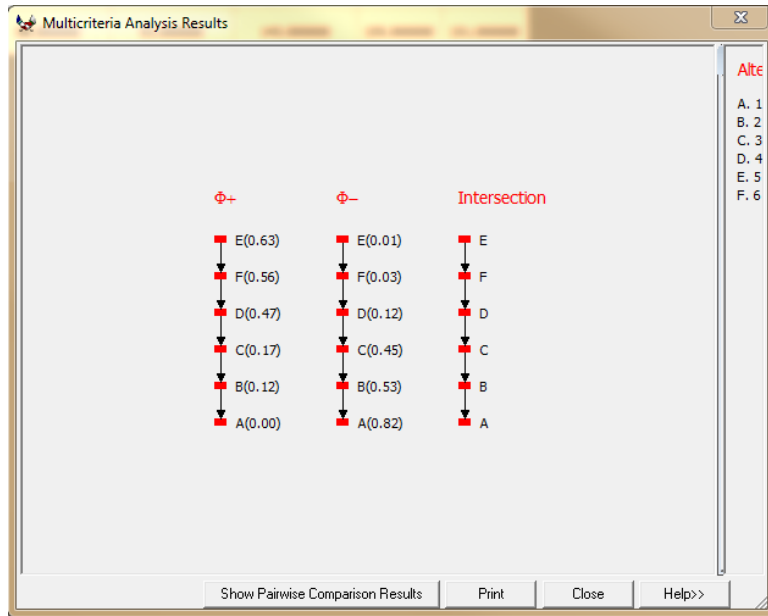 Multicriteria Analysis Results
Φ+ Φ− Intersection
E(0.63) E(0.01) E
F(0.56) F(0.03) F
D(0.47) D(0.12) D
C(0.17) C(0.45) C
B(0.12) B(0.53) B
A(0.00) A(0.82) A
Alte
A. 1
B. 2
C. 3
D. 4
E. 5
F. 6
Show Pairwise Comparison Results Print Close Help>>